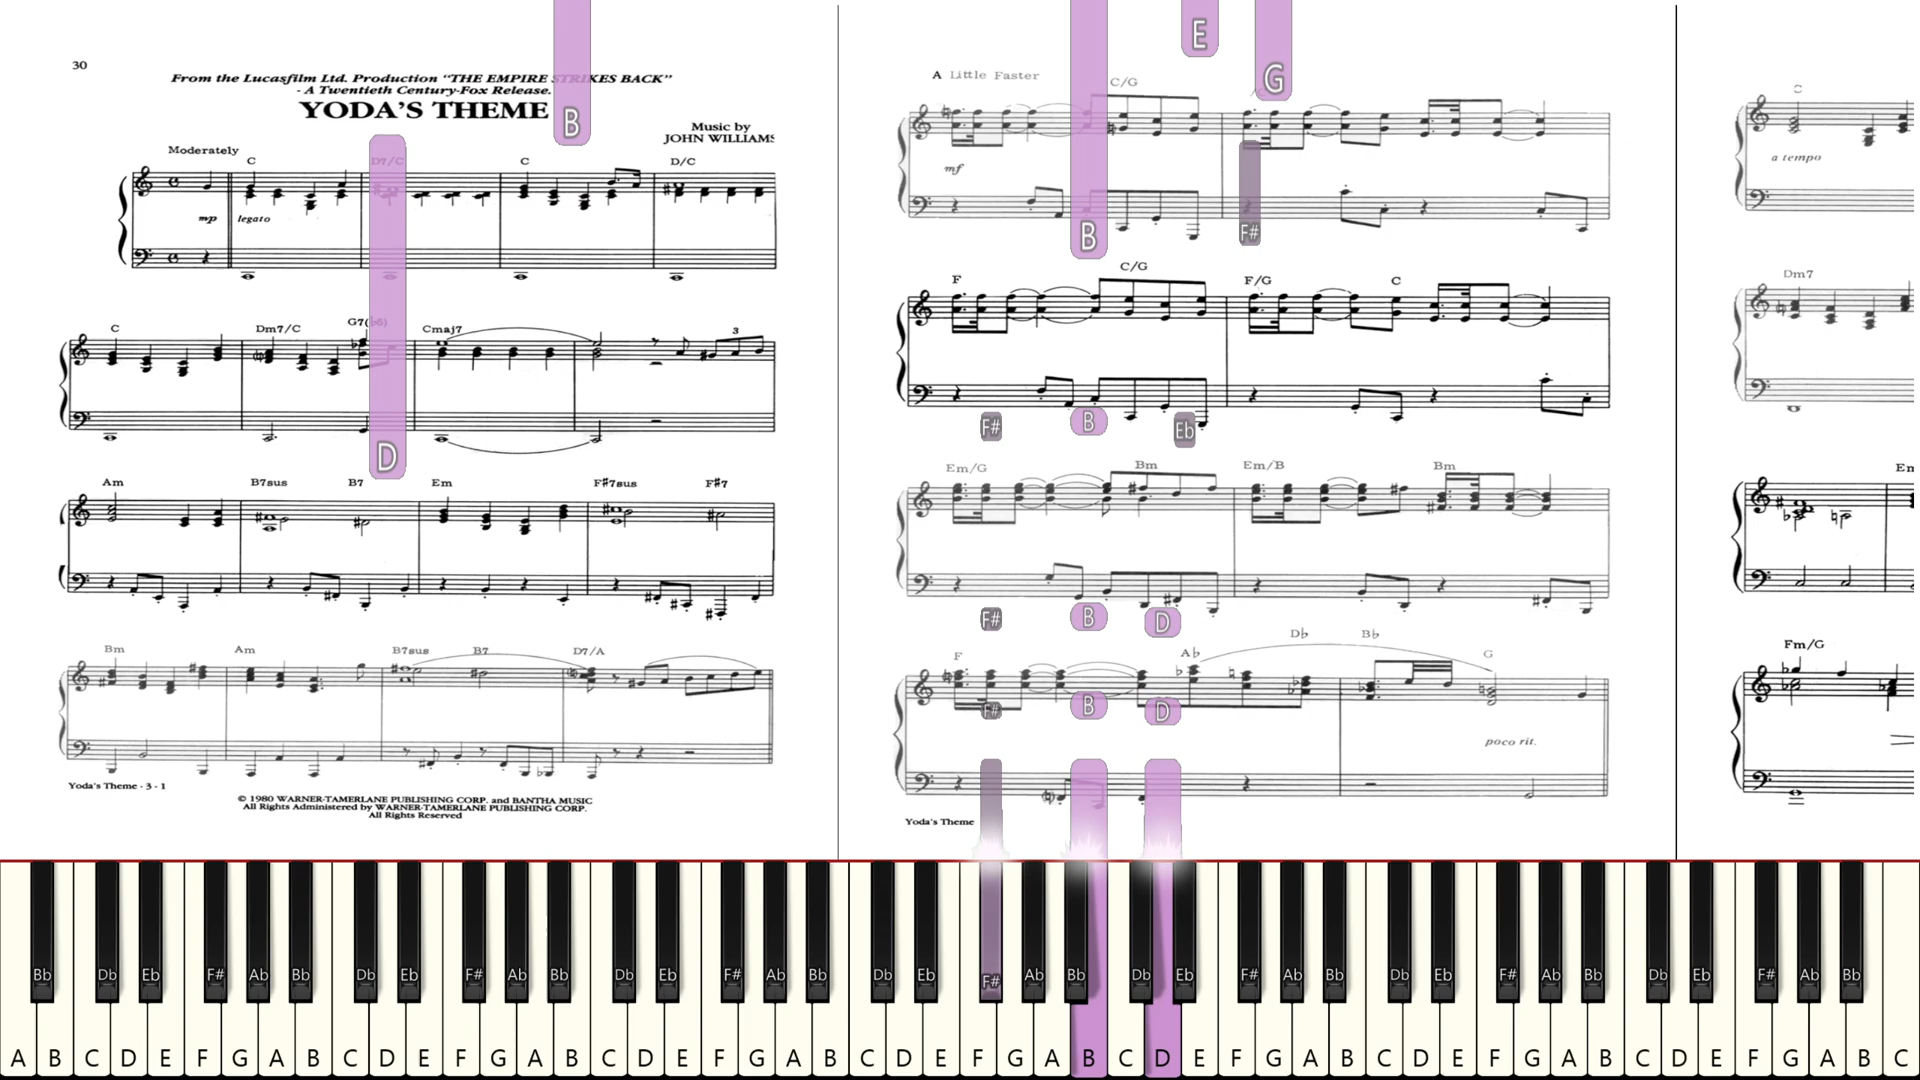 30
From the Lucasfilm Ltd. Production “THE EMPIRE STRIKES BACK”
- A Twentieth Century-Fox Release.
YODA'S THEME
Music by
JOHN WILLIAMS
Moderately
C D7/C C D/C
mp legato
C Dm7/C G7(b5) Cmaj7
3
Am B7sus B7 Em F#7sus F#7
Bm Am B7sus B7 D7/A
Yoda's Theme - 3 - 1
© 1980 WARNER-TAMERLANE PUBLISHING CORP. and BANTHA MUSIC
All Rights Administered by WARNER-TAMERLANE PUBLISHING CORP.
All Rights Reserved
A Little Faster
C/G
mf
F C/G F/G C
Em/G Bm Em/B Bm
F Ab Db Bb G
poco rit.
Yoda's Theme
C
a tempo
Dm7
Em
Fm/G
B
E
G
B
F#
D
F# B Eb
F# B D
F# B D
Bb Db Eb F# Ab Bb Db Eb F# Ab Bb Db Eb F# Ab Bb Db Eb F# Ab Bb Db Eb F# Ab Bb Db Eb F# Ab Bb Db Eb F# Ab Bb
A B C D E F G A B C D E F G A B C D E F G A B C D E F G A B C D E F G A B C D E F G A B C D E F G A B C